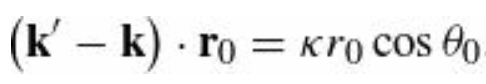 (𝐤′ − 𝐤) · 𝐫₀ = κr₀ cos θ₀